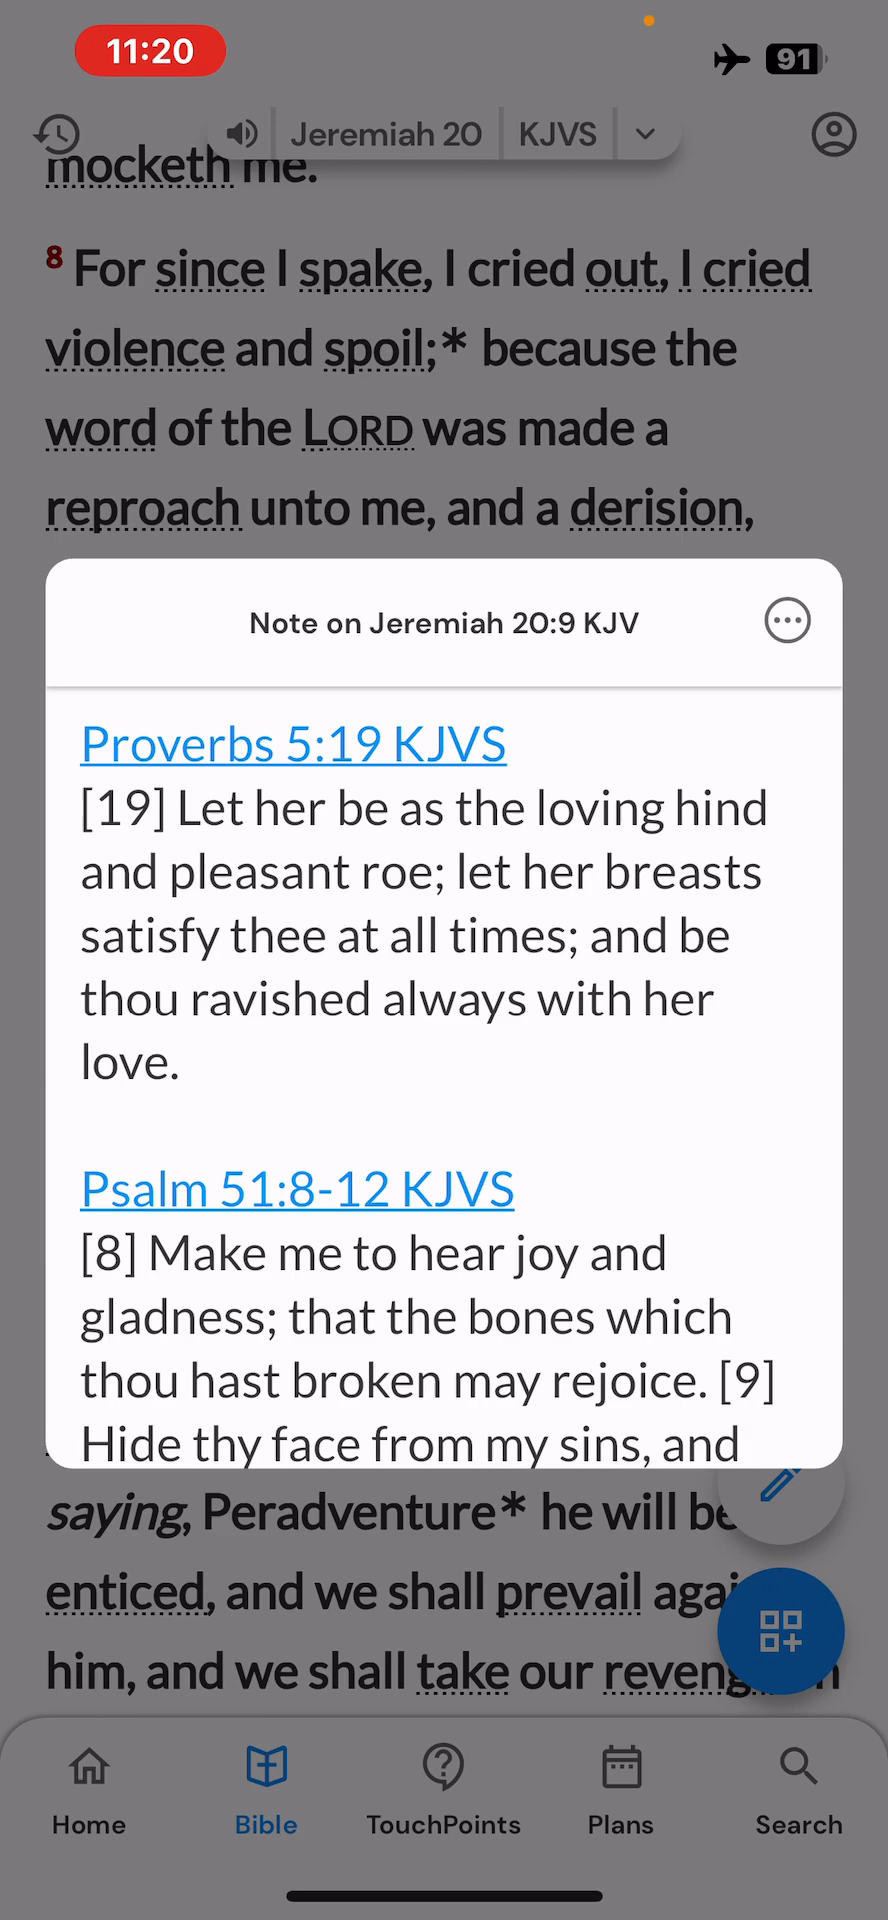 11:20
91
Jeremiah 20 KJVS
mocketh me.
8 For since I spake, I cried out, I cried
violence and spoil;* because the
word of the LORD was made a
reproach unto me, and a derision,
Note on Jeremiah 20:9 KJV
Proverbs 5:19 KJVS
[19] Let her be as the loving hind
and pleasant roe; let her breasts
satisfy thee at all times; and be
thou ravished always with her
love.
Psalm 51:8-12 KJVS
[8] Make me to hear joy and
gladness; that the bones which
thou hast broken may rejoice. [9]
Hide thy face from my sins, and
saying, Peradventure* he will be
enticed, and we shall prevail
him, and we shall take our
Home Bible TouchPoints Plans Search